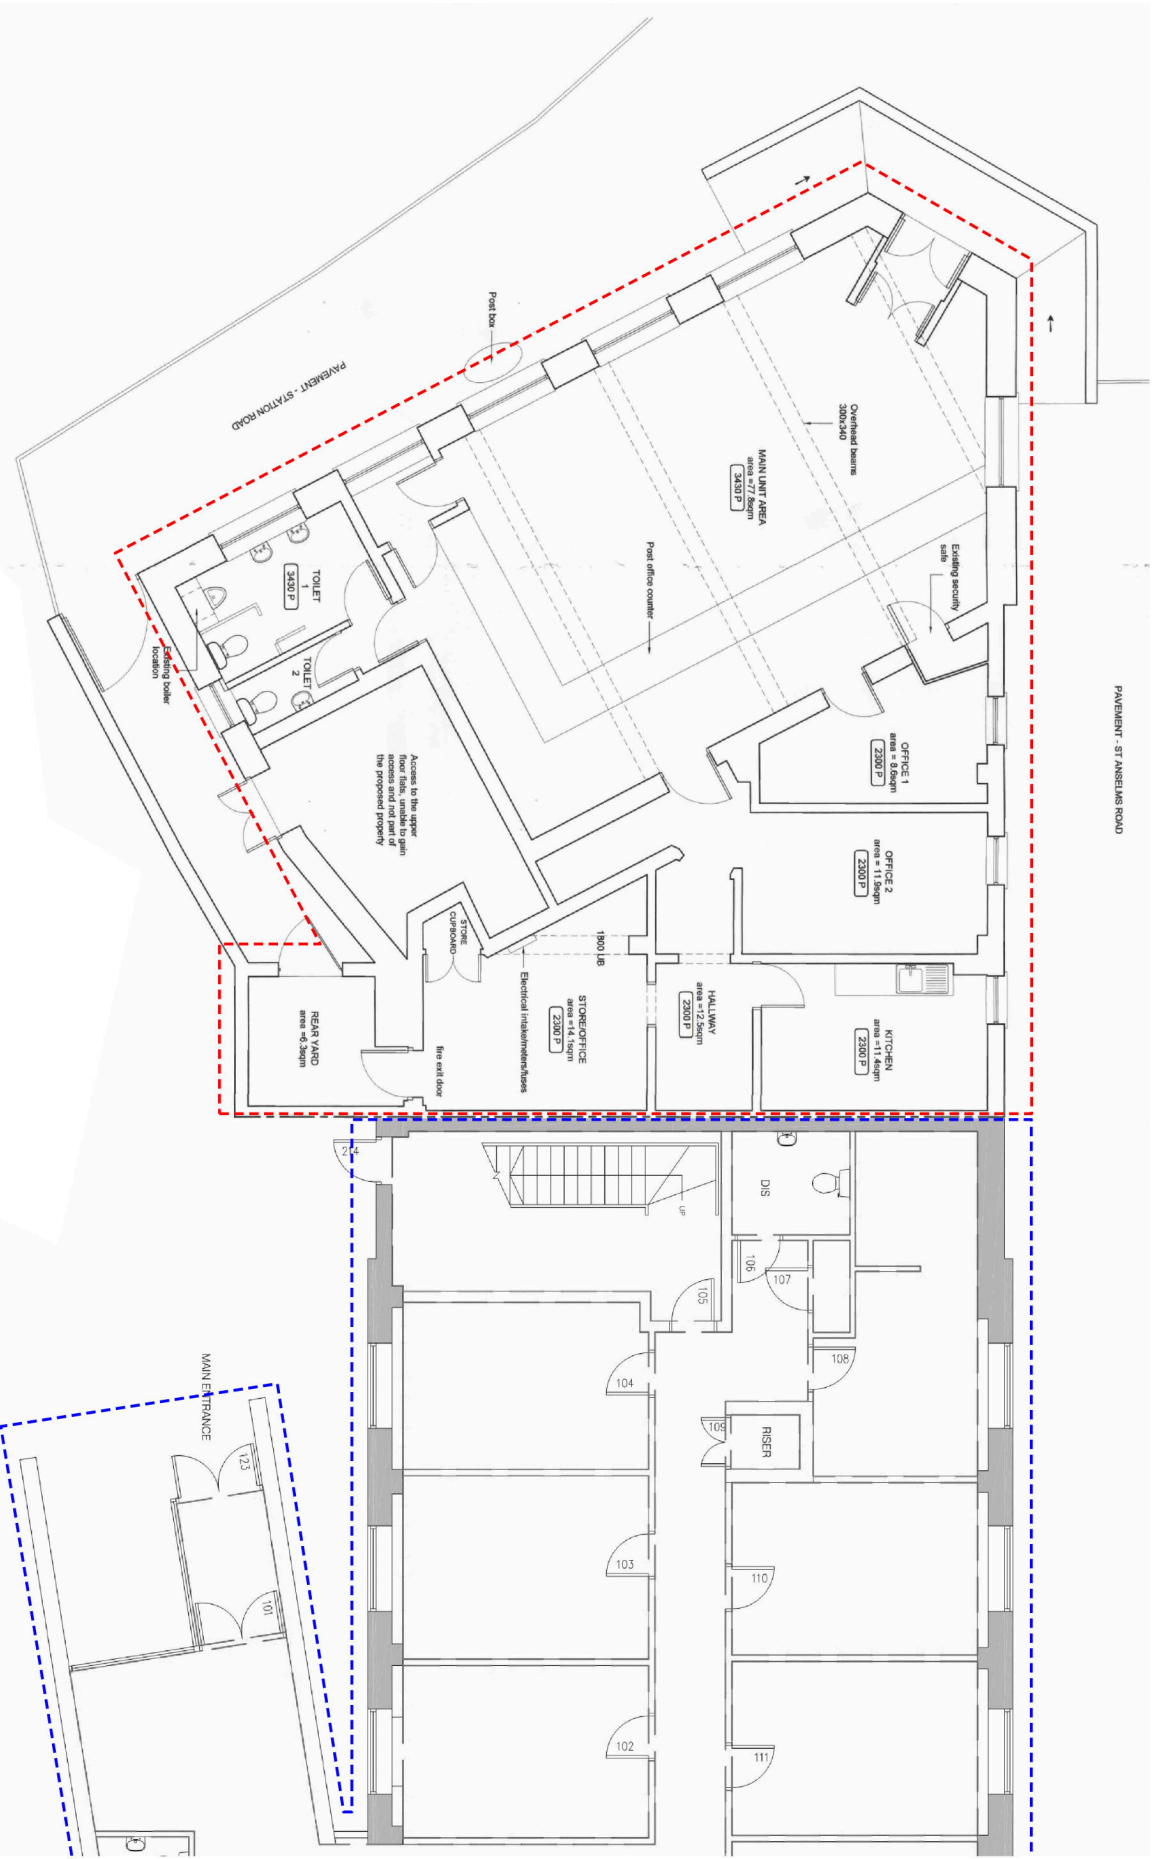 Post box
PAVEMENT - STATION ROAD
Overhead beams
300x340
MAIN UNIT AREA
area =77.8sqm
3430 P
Post office counter
Existing security
safe
PAVEMENT - ST ANSELMS ROAD
TOILET
1
3430 P
TOILET
2
Existing boiler
location
OFFICE 1
area = 8.6sqm
2300 P
Access to the upper
floor flats, unable to gain
access and not part of
the proposed property
OFFICE 2
area = 11.9sqm
2300 P
STORE
CUPBOARD
1800 UB
Electrical intake/meters/fuses
STORE/OFFICE
area =14.1sqm
2300 P
HALLWAY
area =12.5sqm
2300 P
KITCHEN
area =11.4sqm
2300 P
REAR YARD
area =6.3sqm
fire exit door
214
UP
DIS
106
107
105
108
104
109
RISER
MAIN ENTRANCE
123
103
110
101
102
111